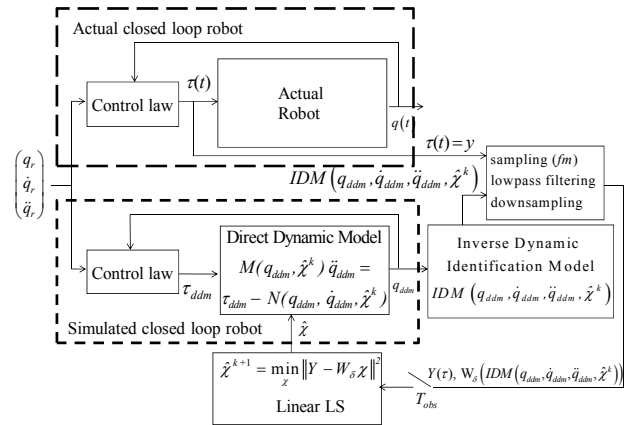 Actual closed loop robot
Control law
τ(t)
Actual
Robot
q(t)
τ(t) = y
(q_r
q̇_r
q̈_r)
IDM(q_ddm, q̇_ddm, q̈_ddm, χ̂^k)
sampling (fm)
lowpass filtering
downsampling
Control law
τ_ddm
Direct Dynamic Model
M(q_ddm, χ̂^k) q̈_ddm =
τ_ddm − N(q_ddm, q̇_ddm, χ̂^k)
q_ddm
Inverse Dynamic
Identification Model
IDM (q_ddm, q̇_ddm, q̈_ddm, χ̂^k)
Simulated closed loop robot
χ̂
χ̂^{k+1} = min_χ ‖Y − W_δ χ‖²
Linear LS
Y(τ), W_δ(IDM(q_ddm, q̇_ddm, q̈_ddm, χ̂^k))
T_obs